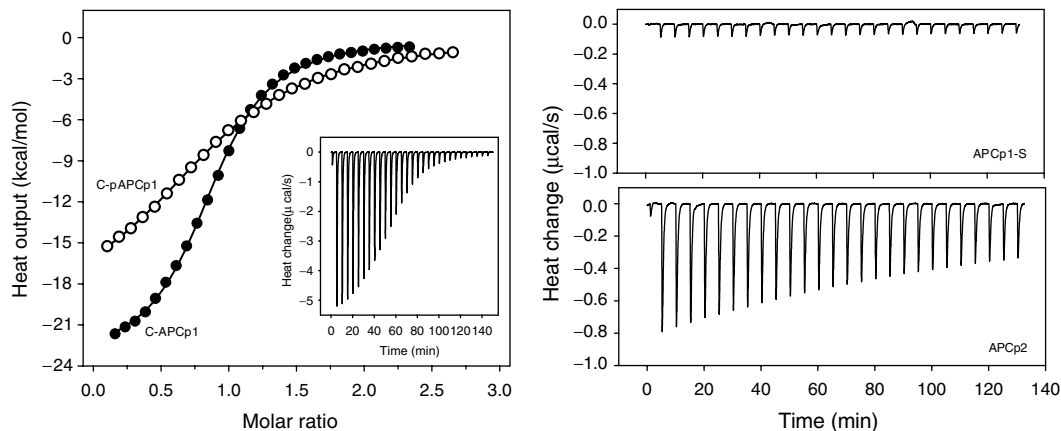 Heat output (kcal/mol)
0
−3
−6
−9
−12
−15
−18
−21
−24
C-pAPCp1
C-APCp1
0.0 0.5 1.0 1.5 2.0 2.5 3.0
Molar ratio
Heat change(μ cal/s)
0
−1
−2
−3
−4
−5
0 20 40 60 80 100 120 140
Time (min)
Heat change (μcal/s)
0.0
−0.2
−0.4
−0.6
−0.8
−1.0
APCp1-S
0.0
−0.2
−0.4
−0.6
−0.8
−1.0
APCp2
0 20 40 60 80 100 120 140
Time (min)